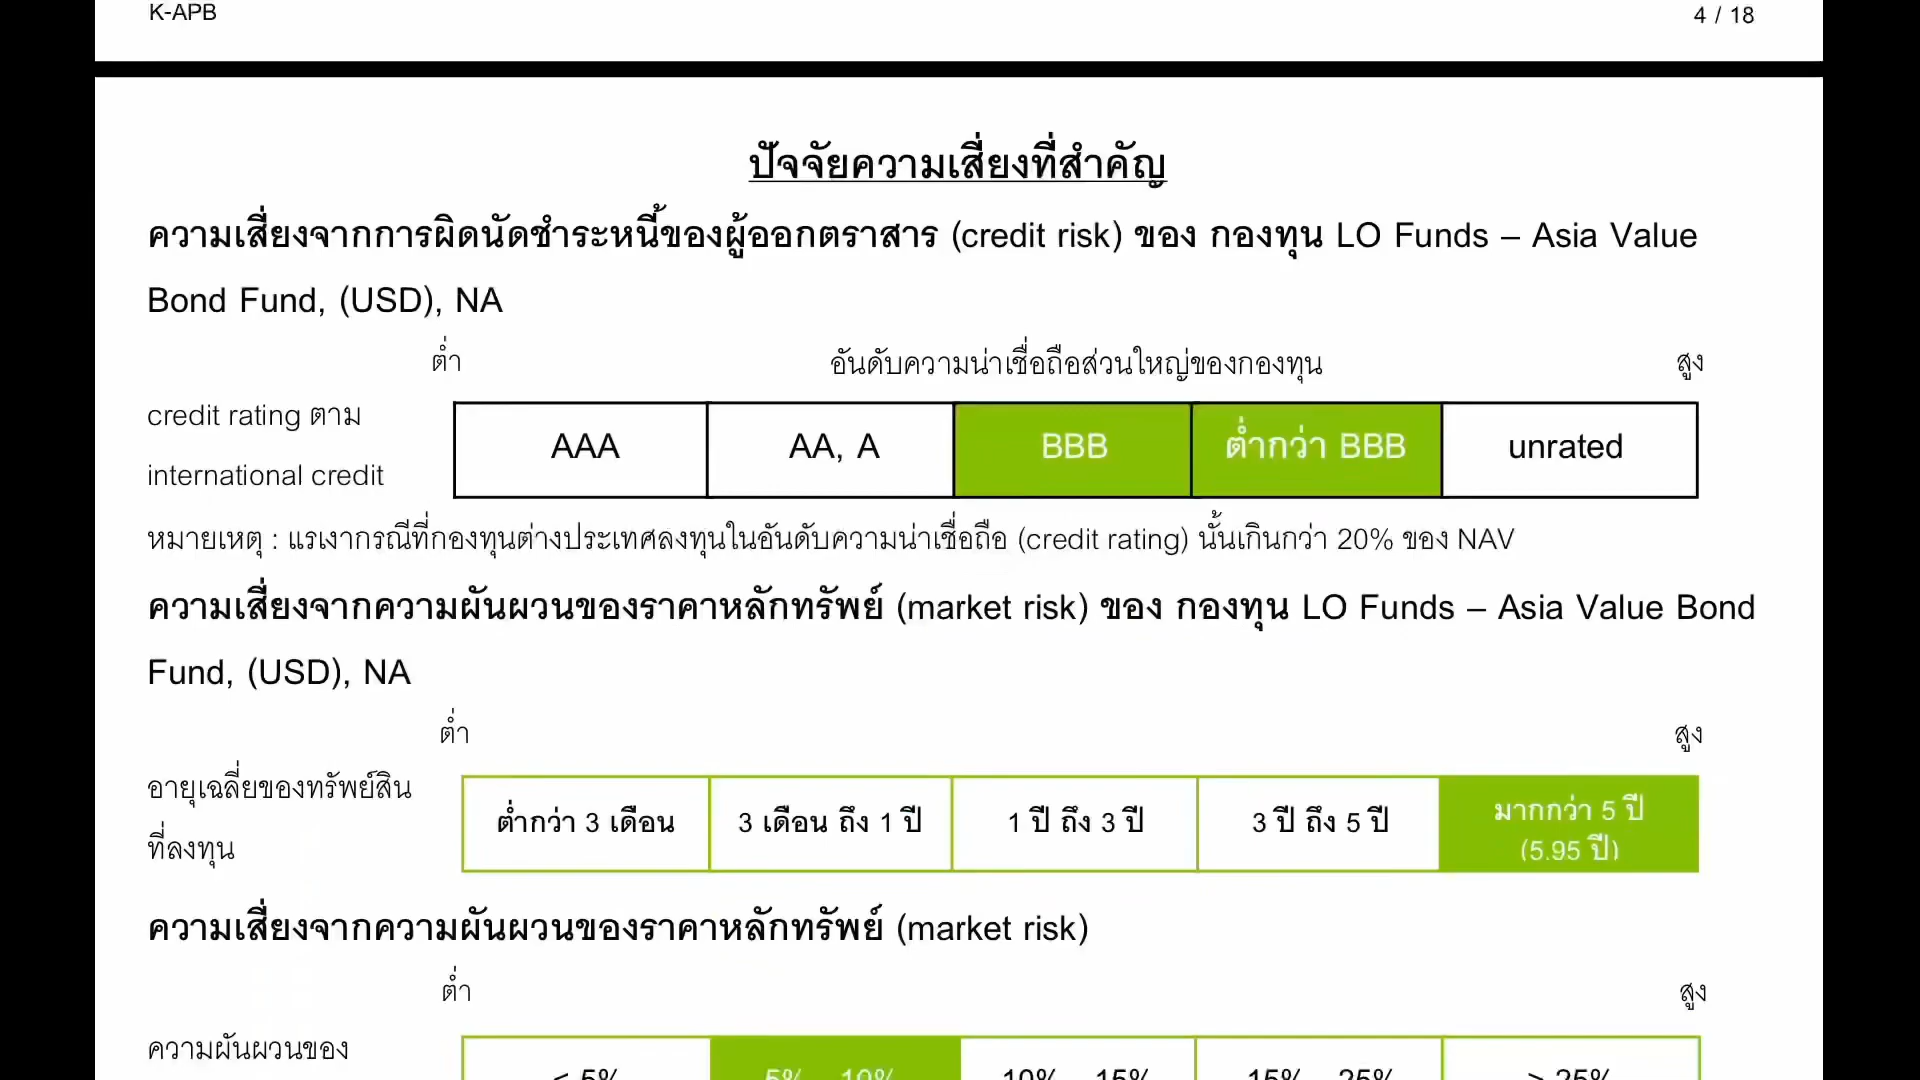 K-APB
4 / 18
ปัจจัยความเสี่ยงที่สำคัญ
ความเสี่ยงจากการผิดนัดชำระหนี้ของผู้ออกตราสาร (credit risk) ของ กองทุน LO Funds – Asia Value
Bond Fund, (USD), NA
ต่ำ อันดับความน่าเชื่อถือส่วนใหญ่ของกองทุน สูง
credit rating ตาม
international credit
AAA AA, A BBB ต่ำกว่า BBB unrated
หมายเหตุ : แรเงากรณีที่กองทุนต่างประเทศลงทุนในอันดับความน่าเชื่อถือ (credit rating) นั้นเกินกว่า 20% ของ NAV
ความเสี่ยงจากความผันผวนของราคาหลักทรัพย์ (market risk) ของ กองทุน LO Funds – Asia Value Bond
Fund, (USD), NA
ต่ำ สูง
อายุเฉลี่ยของทรัพย์สิน
ที่ลงทุน
ต่ำกว่า 3 เดือน 3 เดือน ถึง 1 ปี 1 ปี ถึง 3 ปี 3 ปี ถึง 5 ปี มากกว่า 5 ปี
(5.95 ปี)
ความเสี่ยงจากความผันผวนของราคาหลักทรัพย์ (market risk)
ต่ำ สูง
ความผันผวนของ
< 5% 5% – 10% 10% – 15% 15% – 25% > 25%